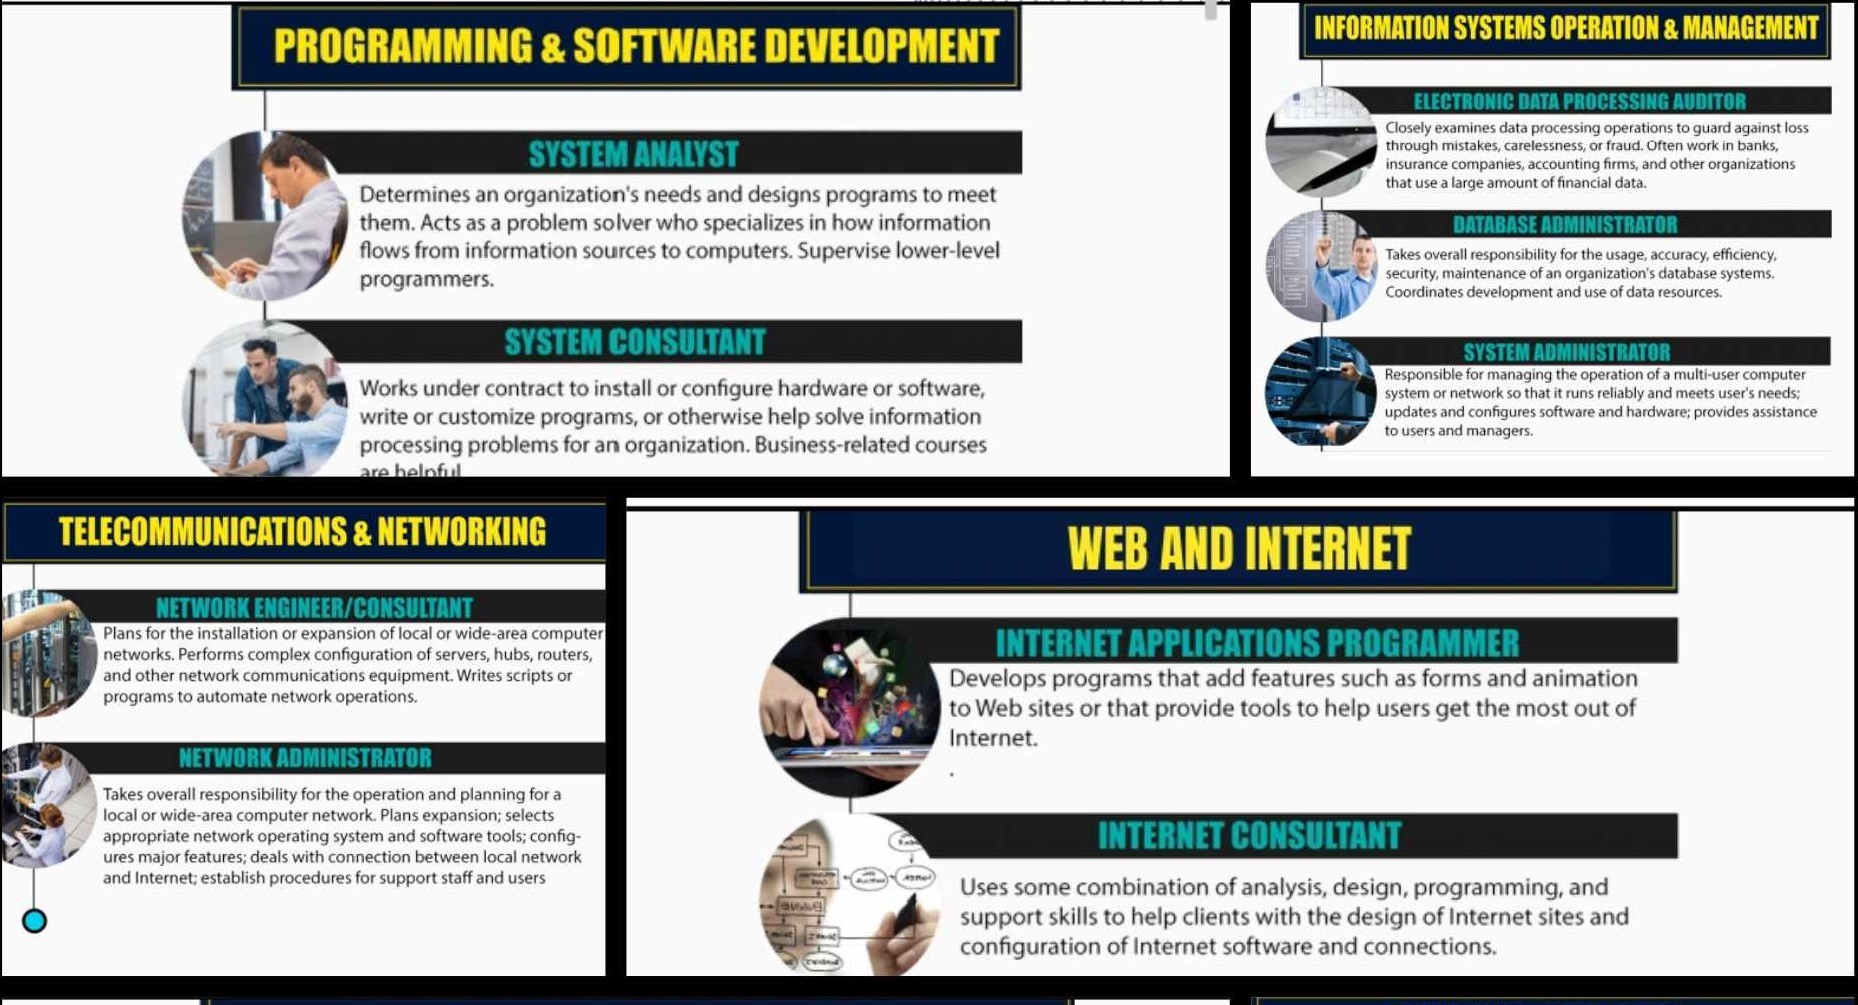 PROGRAMMING & SOFTWARE DEVELOPMENT
SYSTEM ANALYST
Determines an organization's needs and designs programs to meet
them. Acts as a problem solver who specializes in how information
flows from information sources to computers. Supervise lower-level
programmers.
SYSTEM CONSULTANT
Works under contract to install or configure hardware or software,
write or customize programs, or otherwise help solve information
processing problems for an organization. Business-related courses
are helpful
INFORMATION SYSTEMS OPERATION & MANAGEMENT
ELECTRONIC DATA PROCESSING AUDITOR
Closely examines data processing operations to guard against loss
through mistakes, carelessness, or fraud. Often work in banks,
insurance companies, accounting firms, and other organizations
that use a large amount of financial data.
DATABASE ADMINISTRATOR
Takes overall responsibility for the usage, accuracy, efficiency,
security, maintenance of an organization's database systems.
Coordinates development and use of data resources.
SYSTEM ADMINISTRATOR
Responsible for managing the operation of a multi-user computer
system or network so that it runs reliably and meets user's needs;
updates and configures software and hardware; provides assistance
to users and managers.
TELECOMMUNICATIONS & NETWORKING
NETWORK ENGINEER/CONSULTANT
Plans for the installation or expansion of local or wide-area computer
networks. Performs complex configuration of servers, hubs, routers,
and other network communications equipment. Writes scripts or
programs to automate network operations.
NETWORK ADMINISTRATOR
Takes overall responsibility for the operation and planning for a
local or wide-area computer network. Plans expansion; selects
appropriate network operating system and software tools; config-
ures major features; deals with connection between local network
and Internet; establish procedures for support staff and users
WEB AND INTERNET
INTERNET APPLICATIONS PROGRAMMER
Develops programs that add features such as forms and animation
to Web sites or that provide tools to help users get the most out of
Internet.
.
INTERNET CONSULTANT
Uses some combination of analysis, design, programming, and
support skills to help clients with the design of Internet sites and
configuration of Internet software and connections.